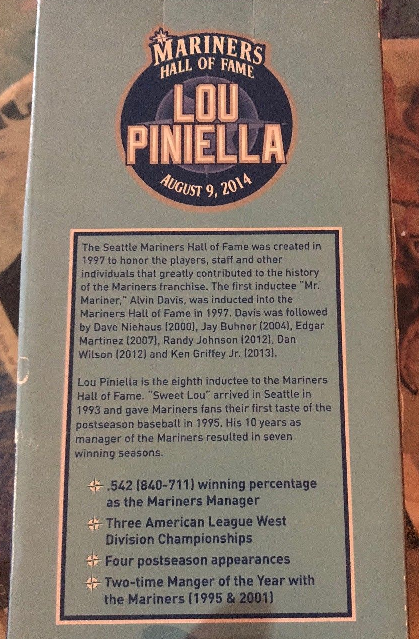 MARINERS
HALL OF FAME
LOU
PINIELLA
AUGUST 9, 2014
The Seattle Mariners Hall of Fame was created in
1997 to honor the players, staff and other
individuals that greatly contributed to the history
of the Mariners franchise. The first inductee "Mr.
Mariner," Alvin Davis, was inducted into the
Mariners Hall of Fame in 1997. Davis was followed
by Dave Niehaus (2000), Jay Buhner (2004), Edgar
Martinez (2007), Randy Johnson (2012), Dan
Wilson (2012) and Ken Griffey Jr. (2013).
Lou Piniella is the eighth inductee to the Mariners
Hall of Fame. "Sweet Lou" arrived in Seattle in
1993 and gave Mariners fans their first taste of the
postseason baseball in 1995. His 10 years as
manager of the Mariners resulted in seven
winning seasons.
.542 (840-711) winning percentage
as the Mariners Manager
Three American League West
Division Championships
Four postseason appearances
Two-time Manger of the Year with
the Mariners (1995 & 2001)